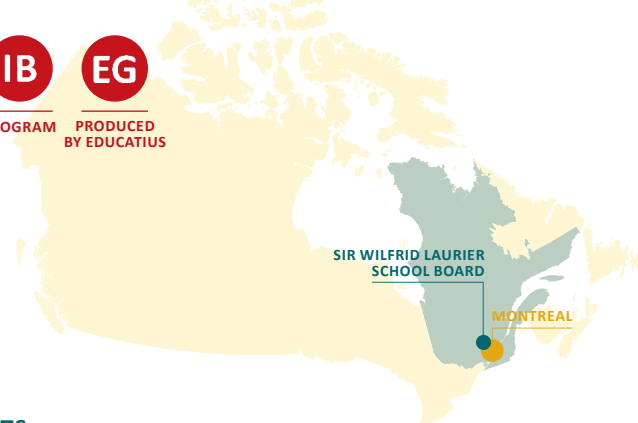 IB
EG
OGRAM
PRODUCED
BY EDUCATIUS
SIR WILFRID LAURIER
SCHOOL BOARD
MONTREAL